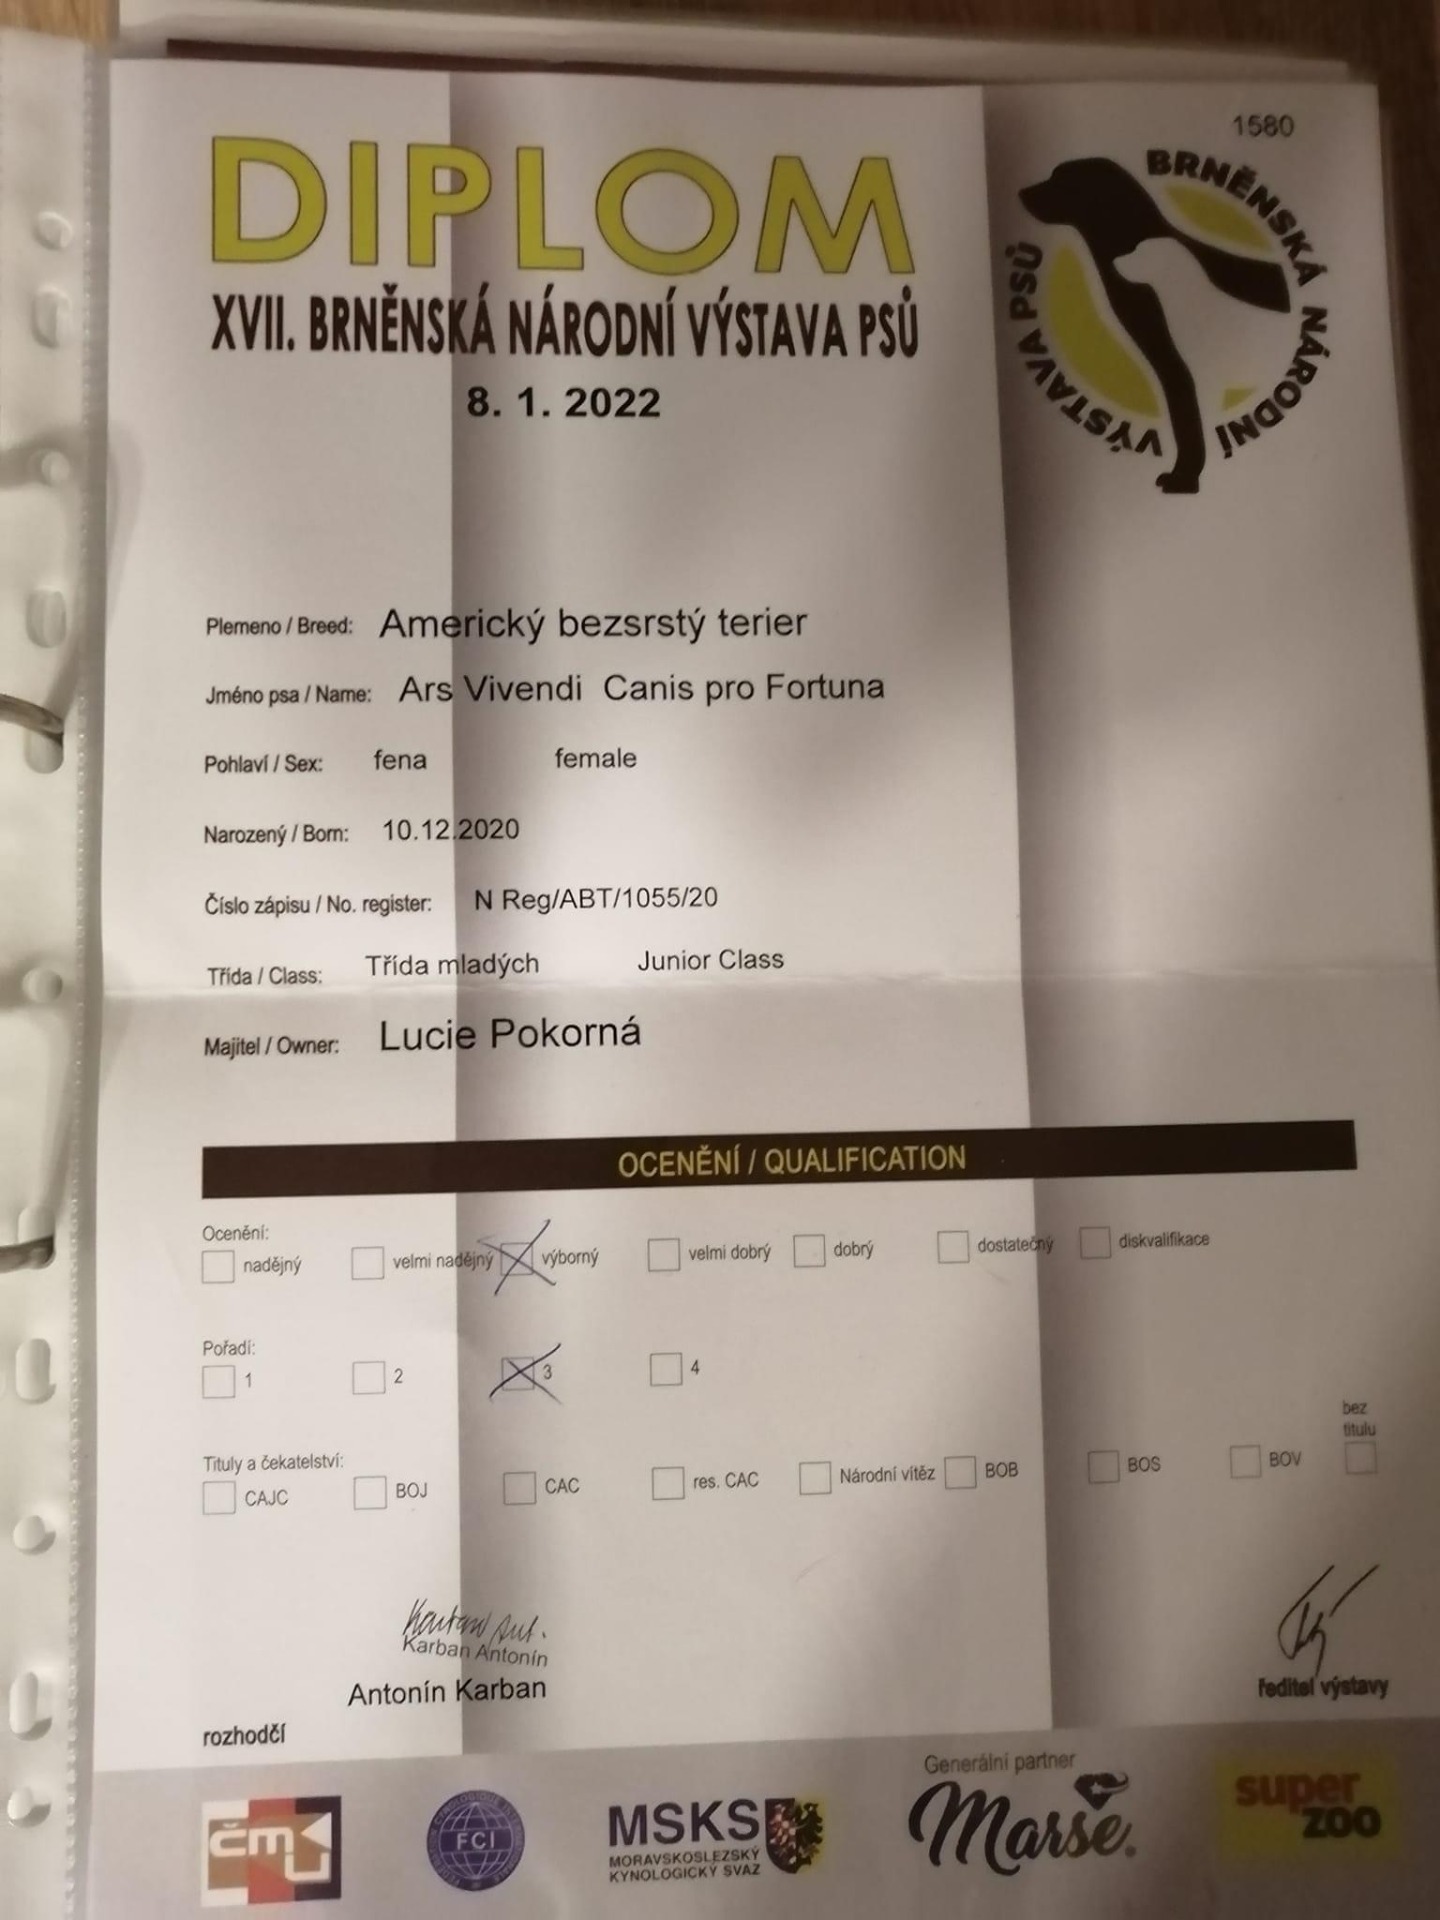 1580
DIPLOM
XVII. BRNĚNSKÁ NÁRODNÍ VÝSTAVA PSŮ
8. 1. 2022
BRNĚNSKÁ NÁRODNÍ VÝSTAVA PSŮ
Plemeno / Breed: Americký bezsrstý terier
Jméno psa / Name: Ars Vivendi Canis pro Fortuna
Pohlaví / Sex: fena female
Narozený / Born: 10.12.2020
Číslo zápisu / No. register: N Reg/ABT/1055/20
Třída / Class: Třída mladých Junior Class
Majitel / Owner: Lucie Pokorná
OCENĚNÍ / QUALIFICATION
Ocenění:
nadějný velmi nadějný výborný velmi dobrý dobrý dostatečný diskvalifikace
Pořadí:
1 2 3 4
Tituly a čekatelství:
CAJC BOJ CAC res. CAC Národní vítěz BOB BOS BOV bez titulu
Karban Ant.
Karban Antonín
Antonín Karban
rozhodčí
ředitel výstavy
Generální partner
ČMKU
FCI
MSKS
MORAVSKOSLEZSKÝ
KYNOLOGICKÝ SVAZ
Marse.
super
zoo